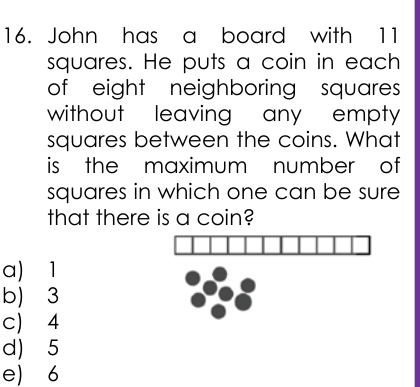 16. John has a board with 11
squares. He puts a coin in each
of eight neighboring squares
without leaving any empty
squares between the coins. What
is the maximum number of
squares in which one can be sure
that there is a coin?
a) 1
b) 3
c) 4
d) 5
e) 6